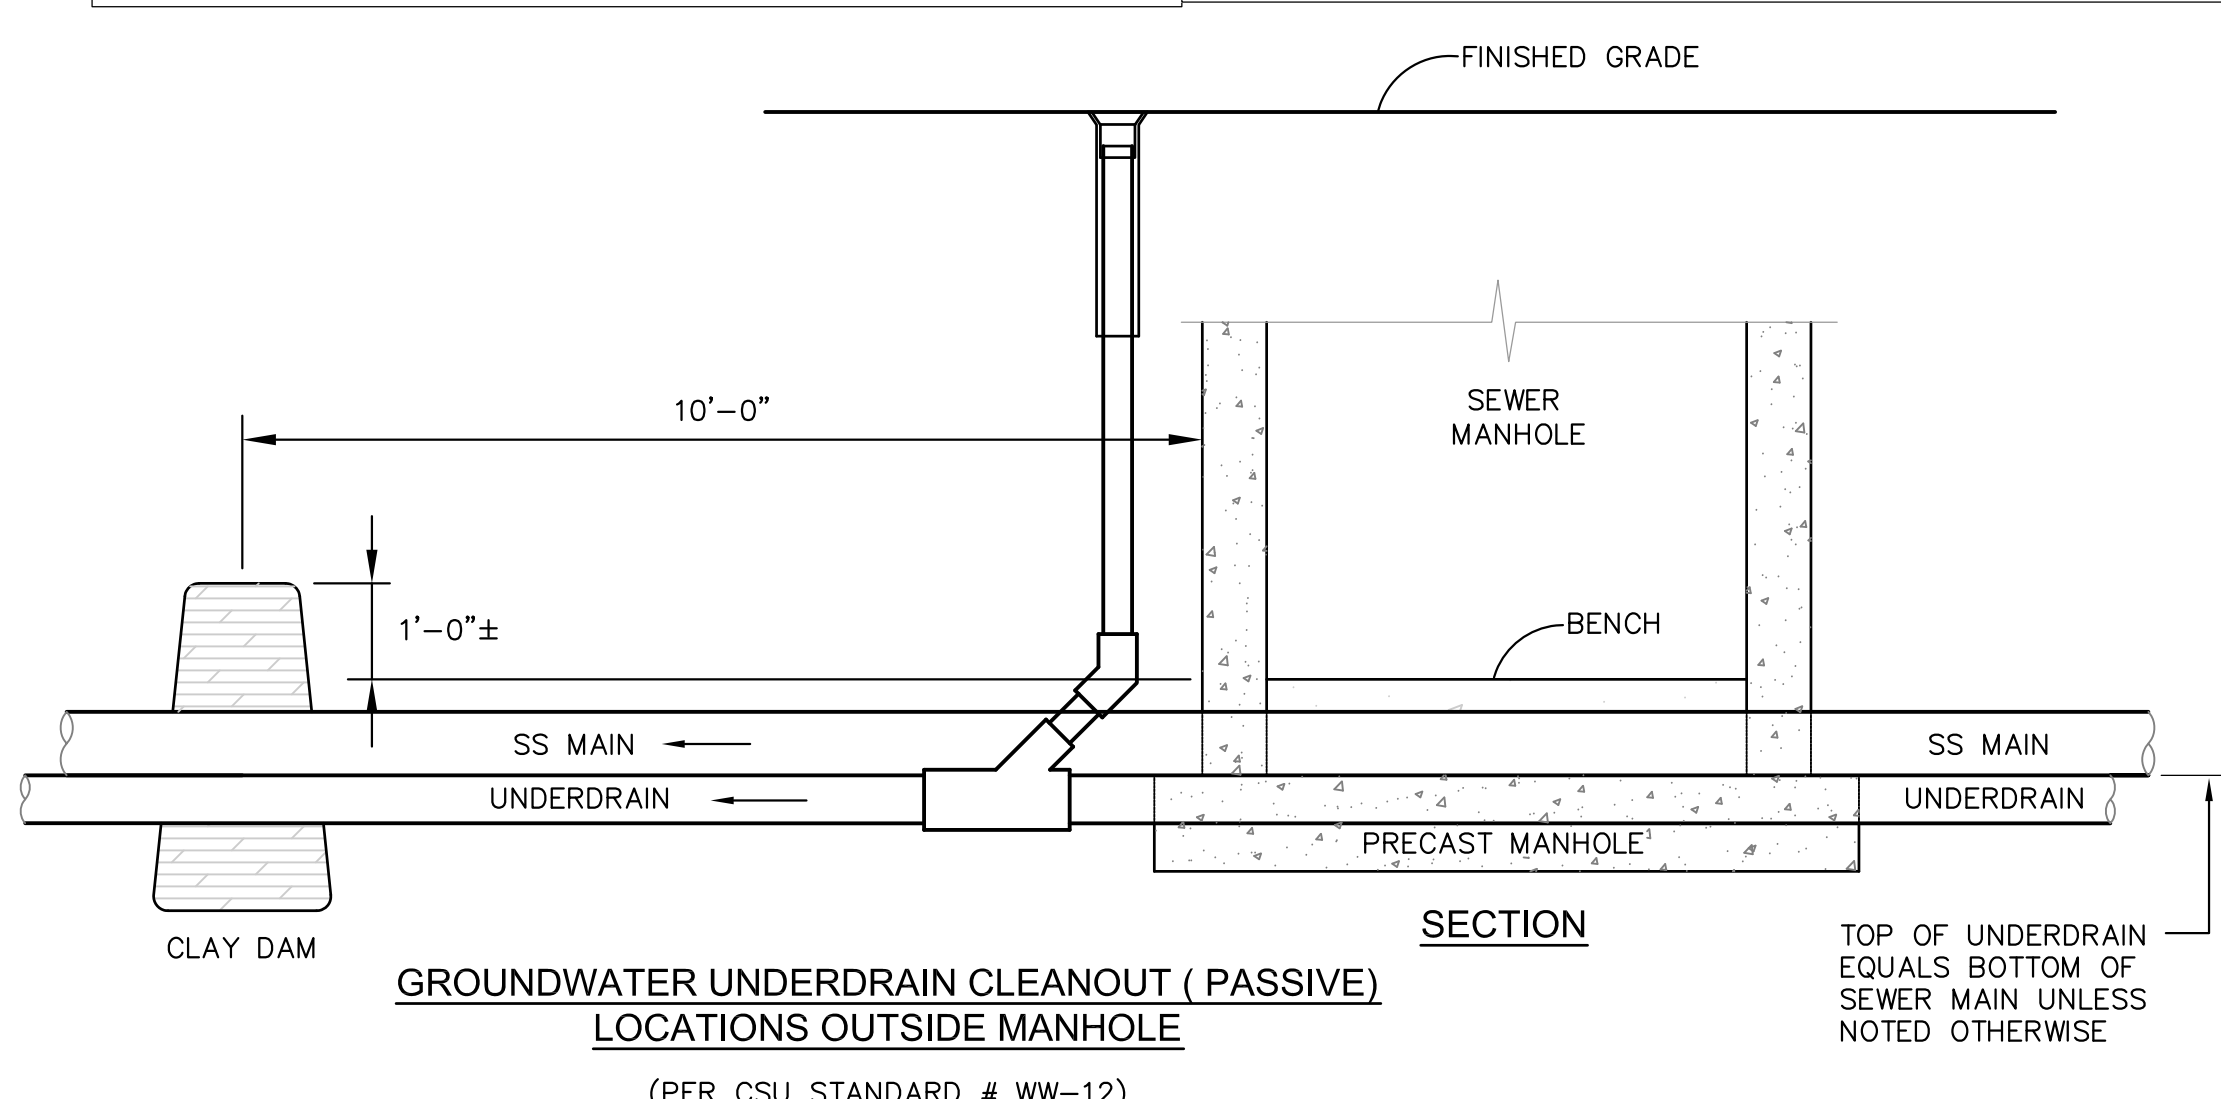 FINISHED GRADE
10'-0"
SEWER
MANHOLE
1'-0"±
BENCH
SS MAIN
SS MAIN
UNDERDRAIN
UNDERDRAIN
PRECAST MANHOLE
CLAY DAM
SECTION
TOP OF UNDERDRAIN
EQUALS BOTTOM OF
SEWER MAIN UNLESS
NOTED OTHERWISE
GROUNDWATER UNDERDRAIN CLEANOUT ( PASSIVE)
LOCATIONS OUTSIDE MANHOLE
(PER CSU STANDARD # WW-12)